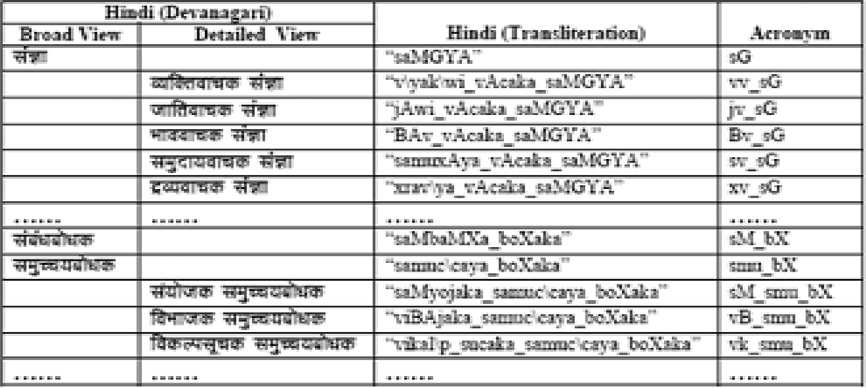 Hindi (Devanagari)
Broad View Detailed View Hindi (Transliteration) Acronym
संज्ञा “saMGYA” sG
व्यक्तिवाचक संज्ञा “v\yak\wi_vAcaka_saMGYA” vv_sG
जातिवाचक संज्ञा “jAwi_vAcaka_saMGYA” jv_sG
भाववाचक संज्ञा “BAv_vAcaka_saMGYA” Bv_sG
समुदायवाचक संज्ञा “samuxAya_vAcaka_saMGYA” sv_sG
द्रव्यवाचक संज्ञा “xrav\ya_vAcaka_saMGYA” xv_sG
...... ...... ...... ......
संबंधबोधक “saMbaMXa_boXaka” sM_bX
समुच्चयबोधक “samuc\caya_boXaka” smu_bX
संयोजक समुच्चयबोधक “saMyojaka_samuc\caya_boXaka” sM_smu_bX
विभाजक समुच्चयबोधक “viBAjaka_samuc\caya_boXaka” vB_smu_bX
विकल्पसूचक समुच्चयबोधक “vikal\p_sucaka_samuc\caya_boXaka” vk_smu_bX
...... ...... ...... ......